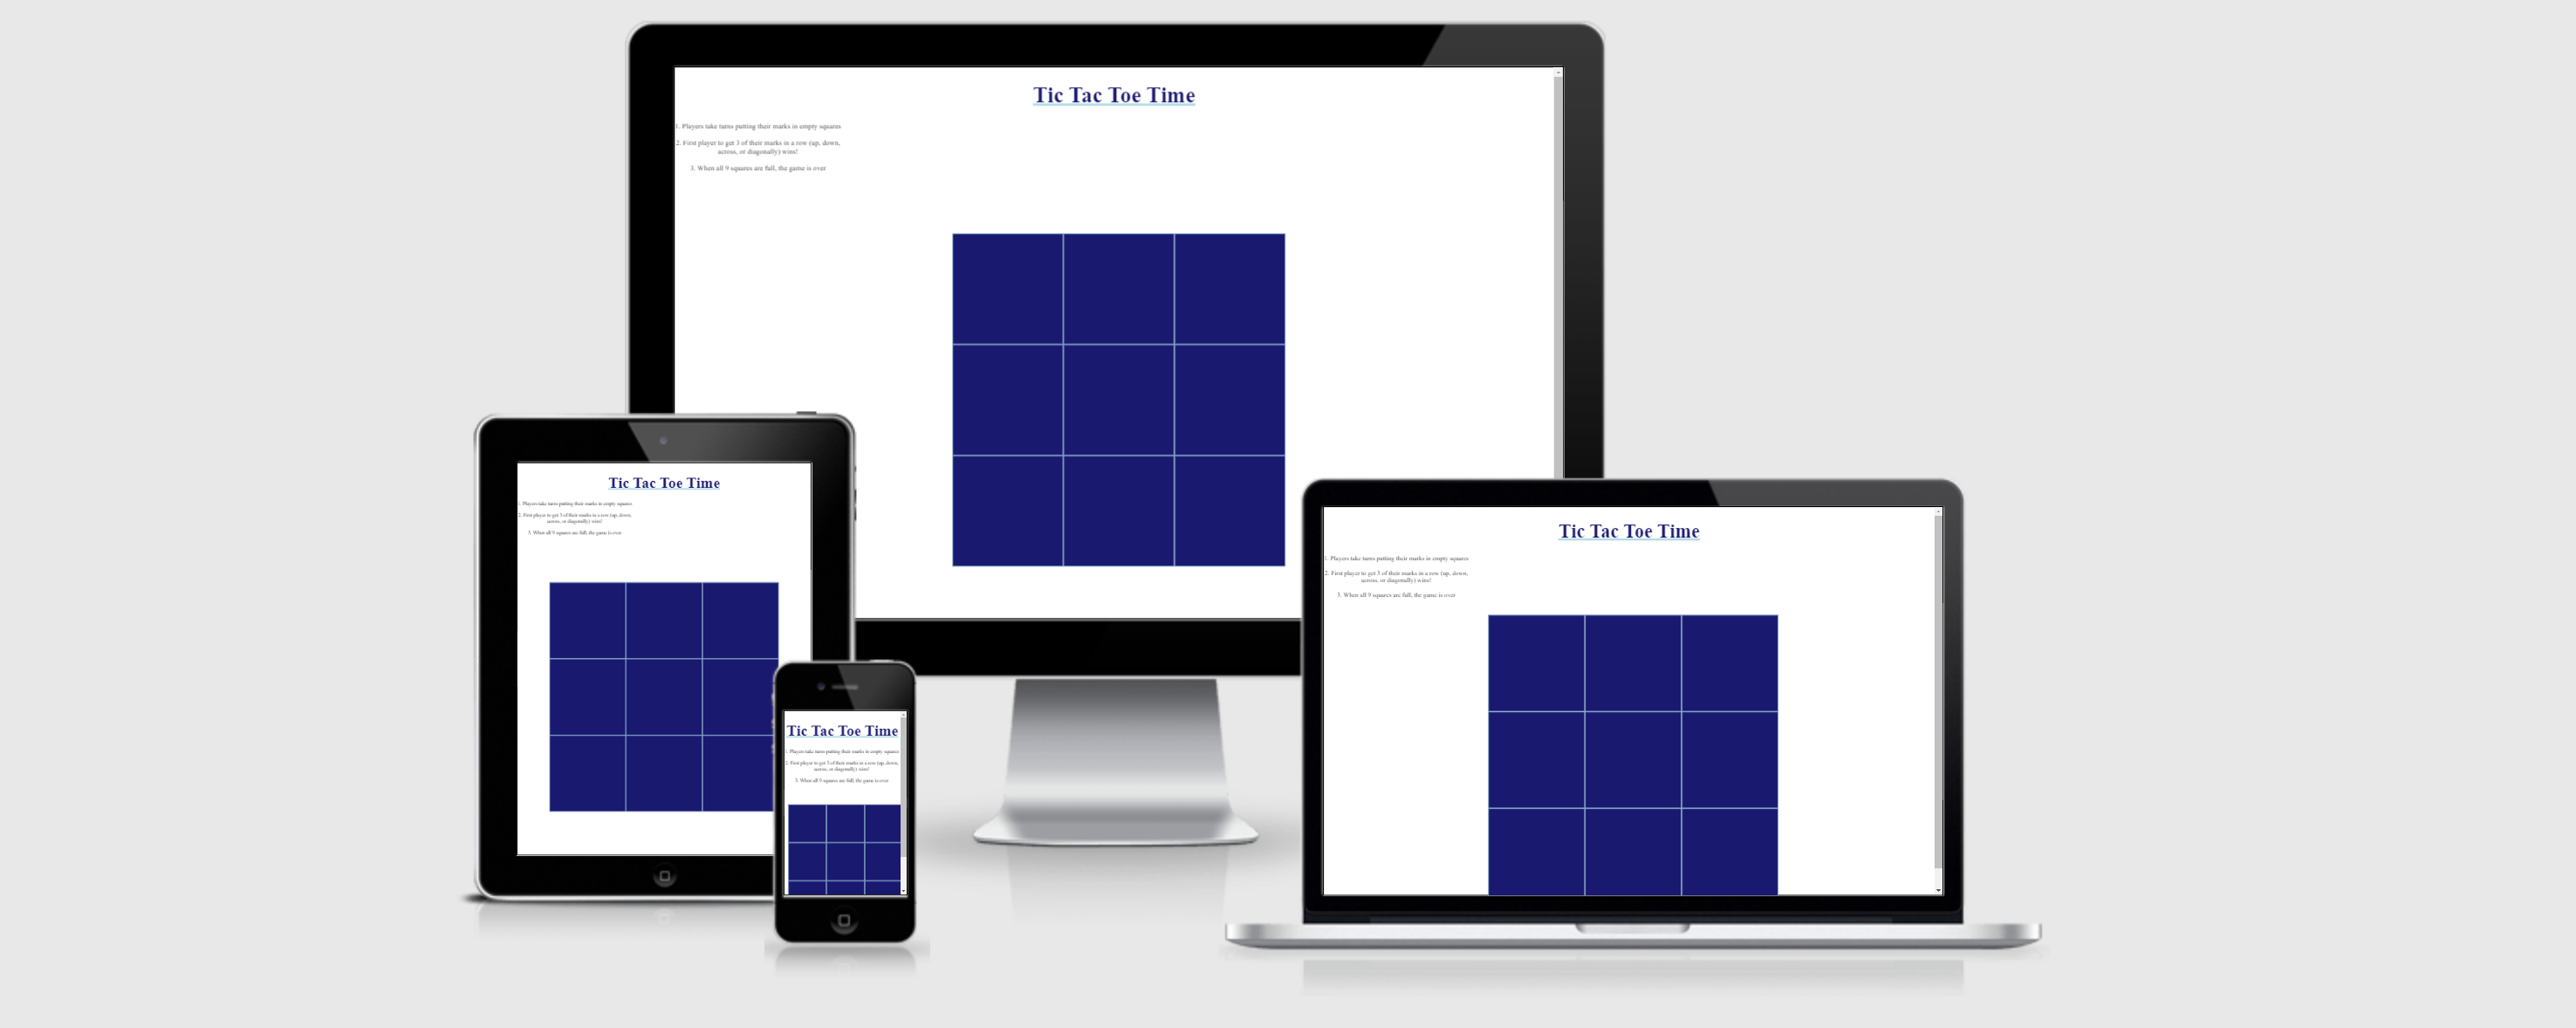 Tic Tac Toe Time
1. Players take turns putting their marks in empty squares
2. First player to get 3 of their marks in a row (up, down,
across, or diagonally) wins!
3. When all 9 squares are full, the game is over
Tic Tac Toe Time
1. Players take turns putting their marks in empty squares
2. First player to get 3 of their marks in a row (up, down,
across, or diagonally) wins!
3. When all 9 squares are full, the game is over
Tic Tac Toe Time
1. Players take turns putting their marks in empty squares
2. First player to get 3 of their marks in a row (up, down,
across, or diagonally) wins!
3. When all 9 squares are full, the game is over
Tic Tac Toe Time
1. Players take turns putting their marks in empty squares
2. First player to get 3 of their marks in a row (up, down,
across, or diagonally) wins!
3. When all 9 squares are full, the game is over